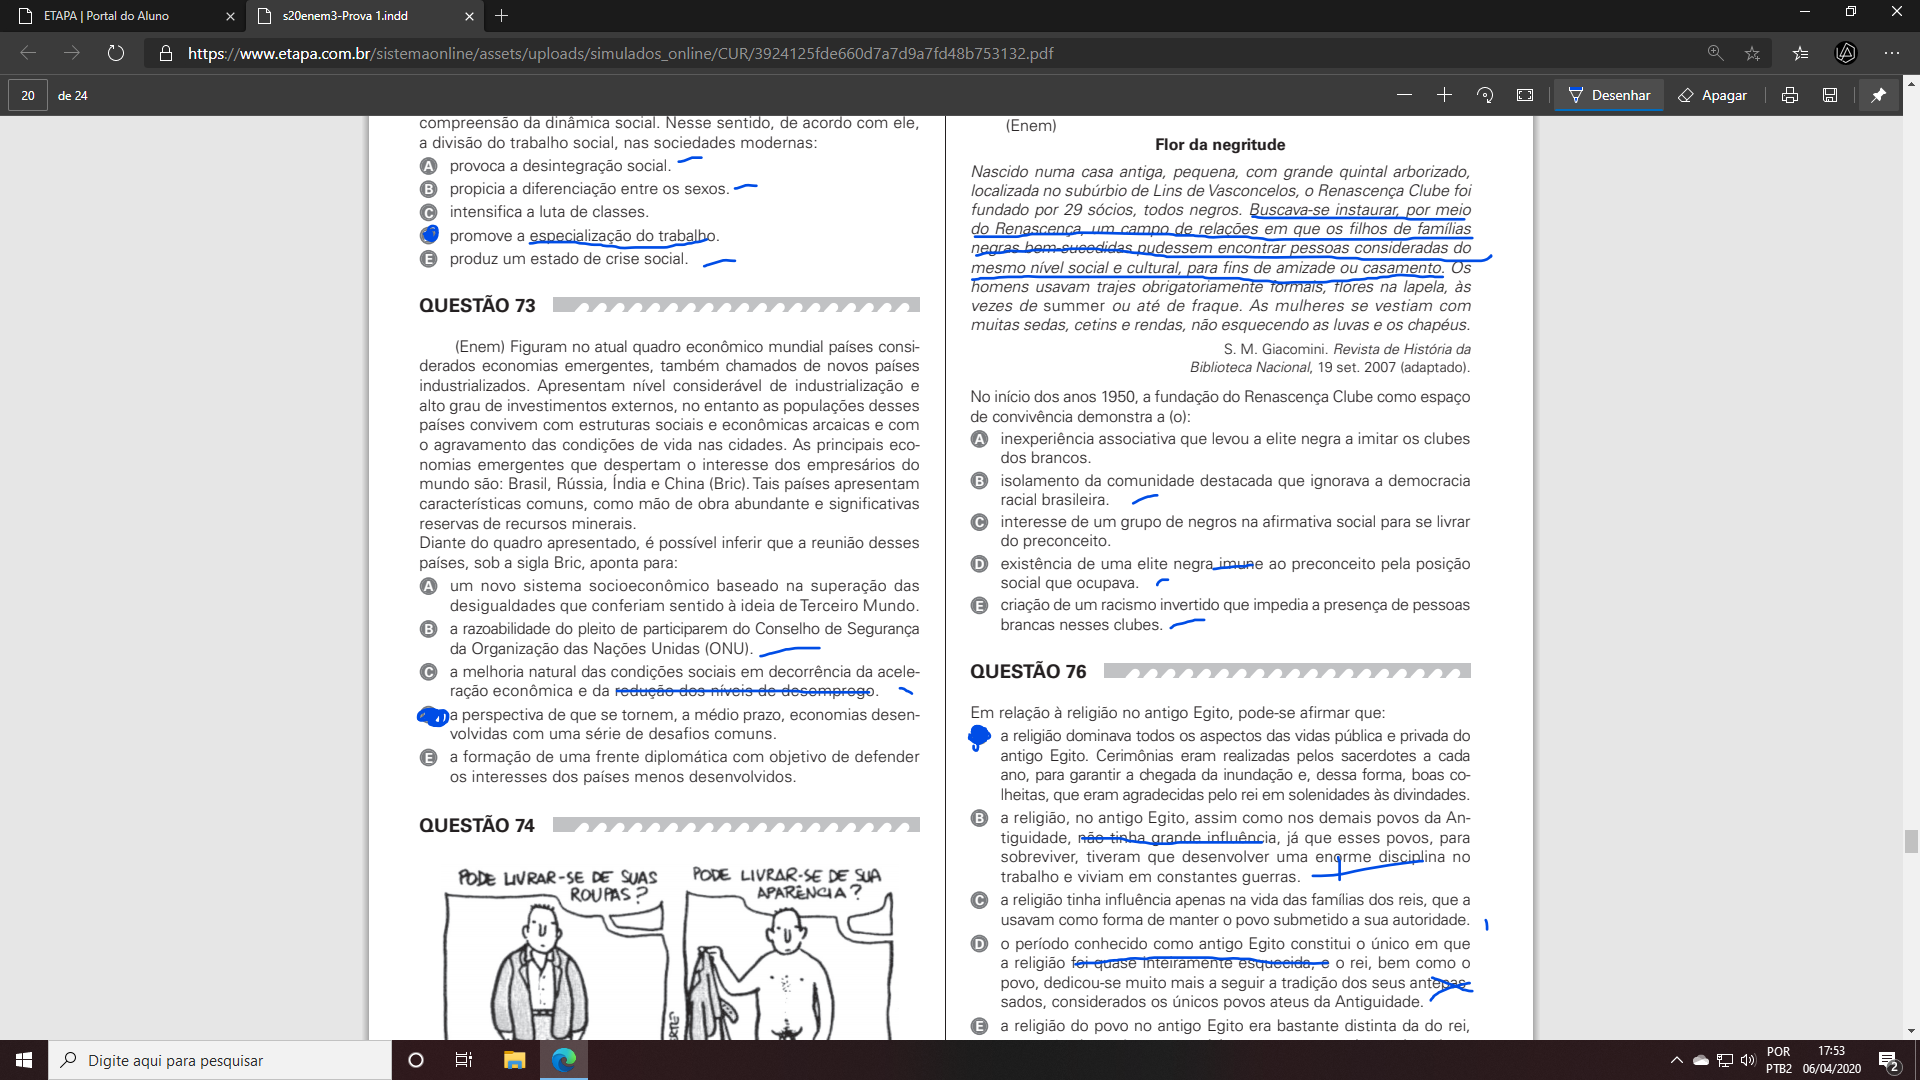 ETAPA | Portal do Aluno
s20enem3-Prova 1.indd
https://www.etapa.com.br/sistemaonline/assets/uploads/simulados_online/CUR/3924125fde660d7a7d9a7fd48b753132.pdf
20 de 24
Desenhar
Apagar
compreensão da dinâmica social. Nesse sentido, de acordo com ele,
a divisão do trabalho social, nas sociedades modernas:
A provoca a desintegração social.
B propicia a diferenciação entre os sexos.
C intensifica a luta de classes.
promove a especialização do trabalho.
E produz um estado de crise social.
QUESTÃO 73
(Enem) Figuram no atual quadro econômico mundial países consi-
derados economias emergentes, também chamados de novos países
industrializados. Apresentam nível considerável de industrialização e
alto grau de investimentos externos, no entanto as populações desses
países convivem com estruturas sociais e econômicas arcaicas e com
o agravamento das condições de vida nas cidades. As principais eco-
nomias emergentes que despertam o interesse dos empresários do
mundo são: Brasil, Rússia, Índia e China (Bric). Tais países apresentam
características comuns, como mão de obra abundante e significativas
reservas de recursos minerais.
Diante do quadro apresentado, é possível inferir que a reunião desses
países, sob a sigla Bric, aponta para:
A um novo sistema socioeconômico baseado na superação das
desigualdades que conferiam sentido à ideia de Terceiro Mundo.
B a razoabilidade do pleito de participarem do Conselho de Segurança
da Organização das Nações Unidas (ONU).
C a melhoria natural das condições sociais em decorrência da acele-
ração econômica e da redução dos níveis de desemprego.
a perspectiva de que se tornem, a médio prazo, economias desen-
volvidas com uma série de desafios comuns.
E a formação de uma frente diplomática com objetivo de defender
os interesses dos países menos desenvolvidos.
QUESTÃO 74
PODE LIVRAR-SE DE SUAS
ROUPAS?
PODE LIVRAR-SE DE SUA
APARÊNCIA?
(Enem)
Flor da negritude
Nascido numa casa antiga, pequena, com grande quintal arborizado,
localizada no subúrbio de Lins de Vasconcelos, o Renascença Clube foi
fundado por 29 sócios, todos negros. Buscava-se instaurar, por meio
do Renascença, um campo de relações em que os filhos de famílias
negras bem-sucedidas pudessem encontrar pessoas consideradas do
mesmo nível social e cultural, para fins de amizade ou casamento. Os
homens usavam trajes obrigatoriamente formais, flores na lapela, às
vezes de summer ou até de fraque. As mulheres se vestiam com
muitas sedas, cetins e rendas, não esquecendo as luvas e os chapéus.
S. M. Giacomini. Revista de História da
Biblioteca Nacional, 19 set. 2007 (adaptado).
No início dos anos 1950, a fundação do Renascença Clube como espaço
de convivência demonstra a (o):
A inexperiência associativa que levou a elite negra a imitar os clubes
dos brancos.
B isolamento da comunidade destacada que ignorava a democracia
racial brasileira.
C interesse de um grupo de negros na afirmativa social para se livrar
do preconceito.
D existência de uma elite negra imune ao preconceito pela posição
social que ocupava.
E criação de um racismo invertido que impedia a presença de pessoas
brancas nesses clubes.
QUESTÃO 76
Em relação à religião no antigo Egito, pode-se afirmar que:
a religião dominava todos os aspectos das vidas pública e privada do
antigo Egito. Cerimônias eram realizadas pelos sacerdotes a cada
ano, para garantir a chegada da inundação e, dessa forma, boas co-
lheitas, que eram agradecidas pelo rei em solenidades às divindades.
B a religião, no antigo Egito, assim como nos demais povos da An-
tiguidade, não tinha grande influência, já que esses povos, para
sobreviver, tiveram que desenvolver uma enorme disciplina no
trabalho e viviam em constantes guerras.
C a religião tinha influência apenas na vida das famílias dos reis, que a
usavam como forma de manter o povo submetido a sua autoridade.
D o período conhecido como antigo Egito constitui o único em que
a religião foi quase inteiramente esquecida, e o rei, bem como o
povo, dedicou-se muito mais a seguir a tradição dos seus antepas-
sados, considerados os únicos povos ateus da Antiguidade.
E a religião do povo no antigo Egito era bastante distinta da do rei,
Digite aqui para pesquisar
POR
PTB2
17:53
06/04/2020
2